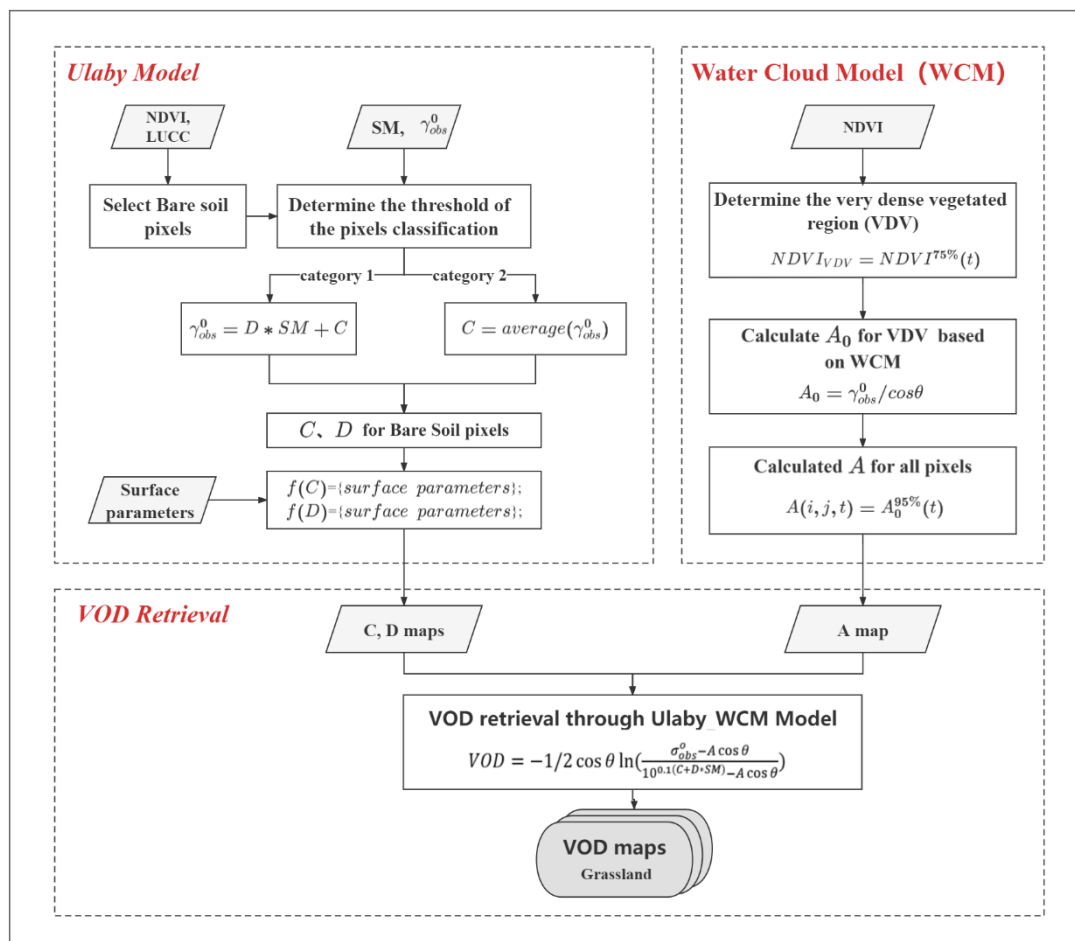 Ulaby Model
NDVI,
LUCC
SM, γ⁰obs
Select Bare soil
pixels
Determine the threshold of
the pixels classification
category 1
category 2
γ⁰obs = D * SM + C
C = average(γ⁰obs)
C、D for Bare Soil pixels
Surface
parameters
f(C)={surface parameters};
f(D)={surface parameters};
Water Cloud Model（WCM）
NDVI
Determine the very dense vegetated
region (VDV)
NDVI_VDV = NDVI^75%(t)
Calculate A₀ for VDV based
on WCM
A₀ = γ⁰obs/cosθ
Calculated A for all pixels
A(i, j, t) = A₀^95%(t)
VOD Retrieval
C, D maps
A map
VOD retrieval through Ulaby_WCM Model
VOD = −1/2 cos θ ln((σ⁰obs − A cos θ)/(10^0.1(C+D*SM) − A cos θ))
VOD maps
Grassland